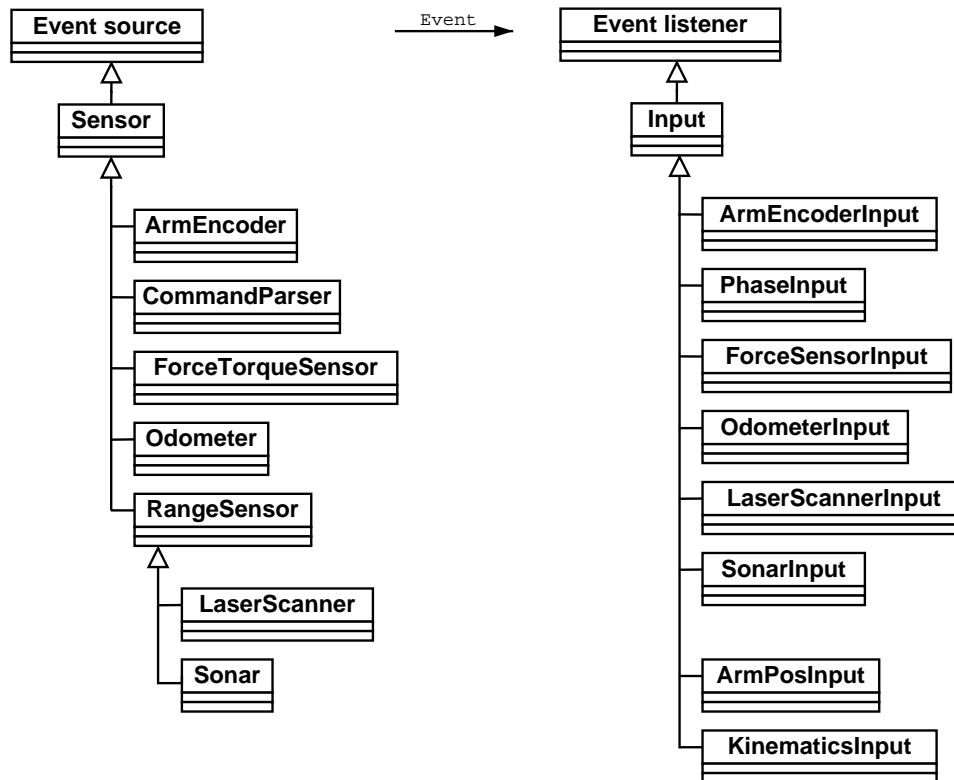 Event source
Event
Event listener
Sensor
Input
ArmEncoder
CommandParser
ForceTorqueSensor
Odometer
RangeSensor
LaserScanner
Sonar
ArmEncoderInput
PhaseInput
ForceSensorInput
OdometerInput
LaserScannerInput
SonarInput
ArmPosInput
KinematicsInput